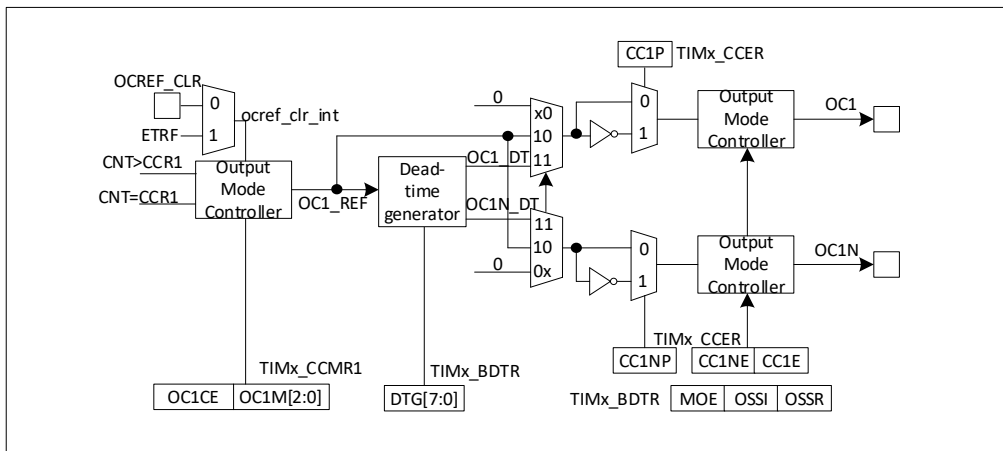 CC1P TIMx_CCER
OCREF_CLR
0
ocref_clr_int
ETRF
1
CNT>CCR1
CNT=CCR1
Output
Mode
Controller
OC1_REF
Dead-
time
generator
OC1_DT
OC1N_DT
0
x0
10
11
11
10
0x
0
0
1
Output
Mode
Controller
OC1
0
1
Output
Mode
Controller
OC1N
TIMx_CCER
CC1NP CC1NE CC1E
TIMx_CCMR1
OC1CE OC1M[2:0]
TIMx_BDTR
DTG[7:0]
TIMx_BDTR MOE OSSI OSSR